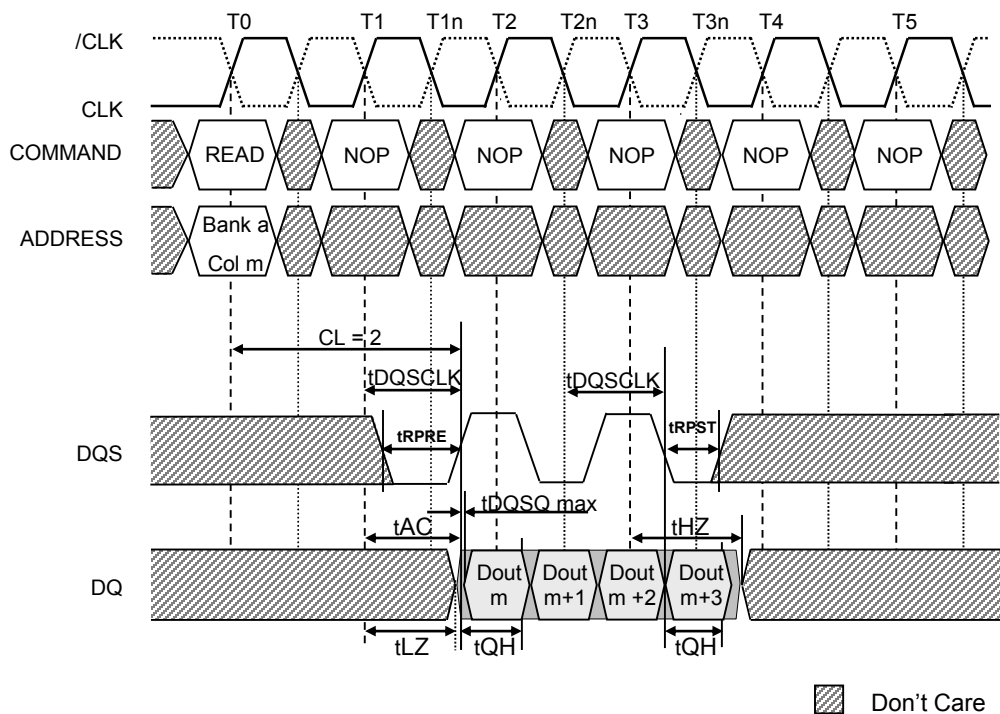 T0 T1 T1n T2 T2n T3 T3n T4 T5
/CLK
CLK
COMMAND READ NOP NOP NOP NOP NOP
ADDRESS Bank a
Col m
CL = 2
tDQSCLK tDQSCLK
tRPRE tRPST
DQS
tDQSQ max
tAC tHZ
DQ Dout Dout Dout Dout
m m+1 m +2 m+3
tLZ tQH tQH
Don't Care